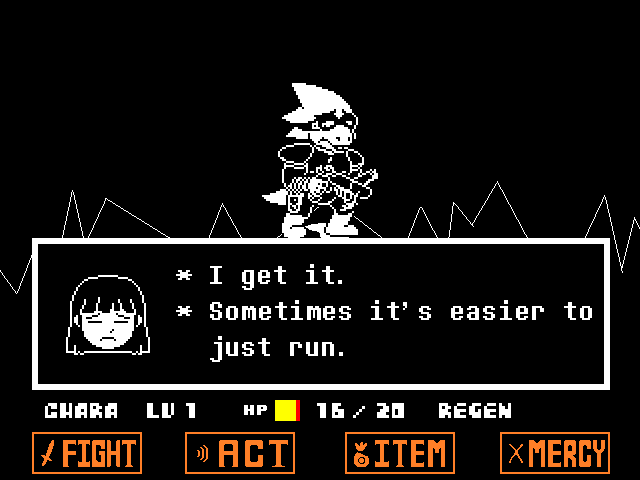 * I get it.
* Sometimes it's easier to
just run.
CHARA LV 1 HP 16 / 20 REGEN
FIGHT ACT ITEM MERCY